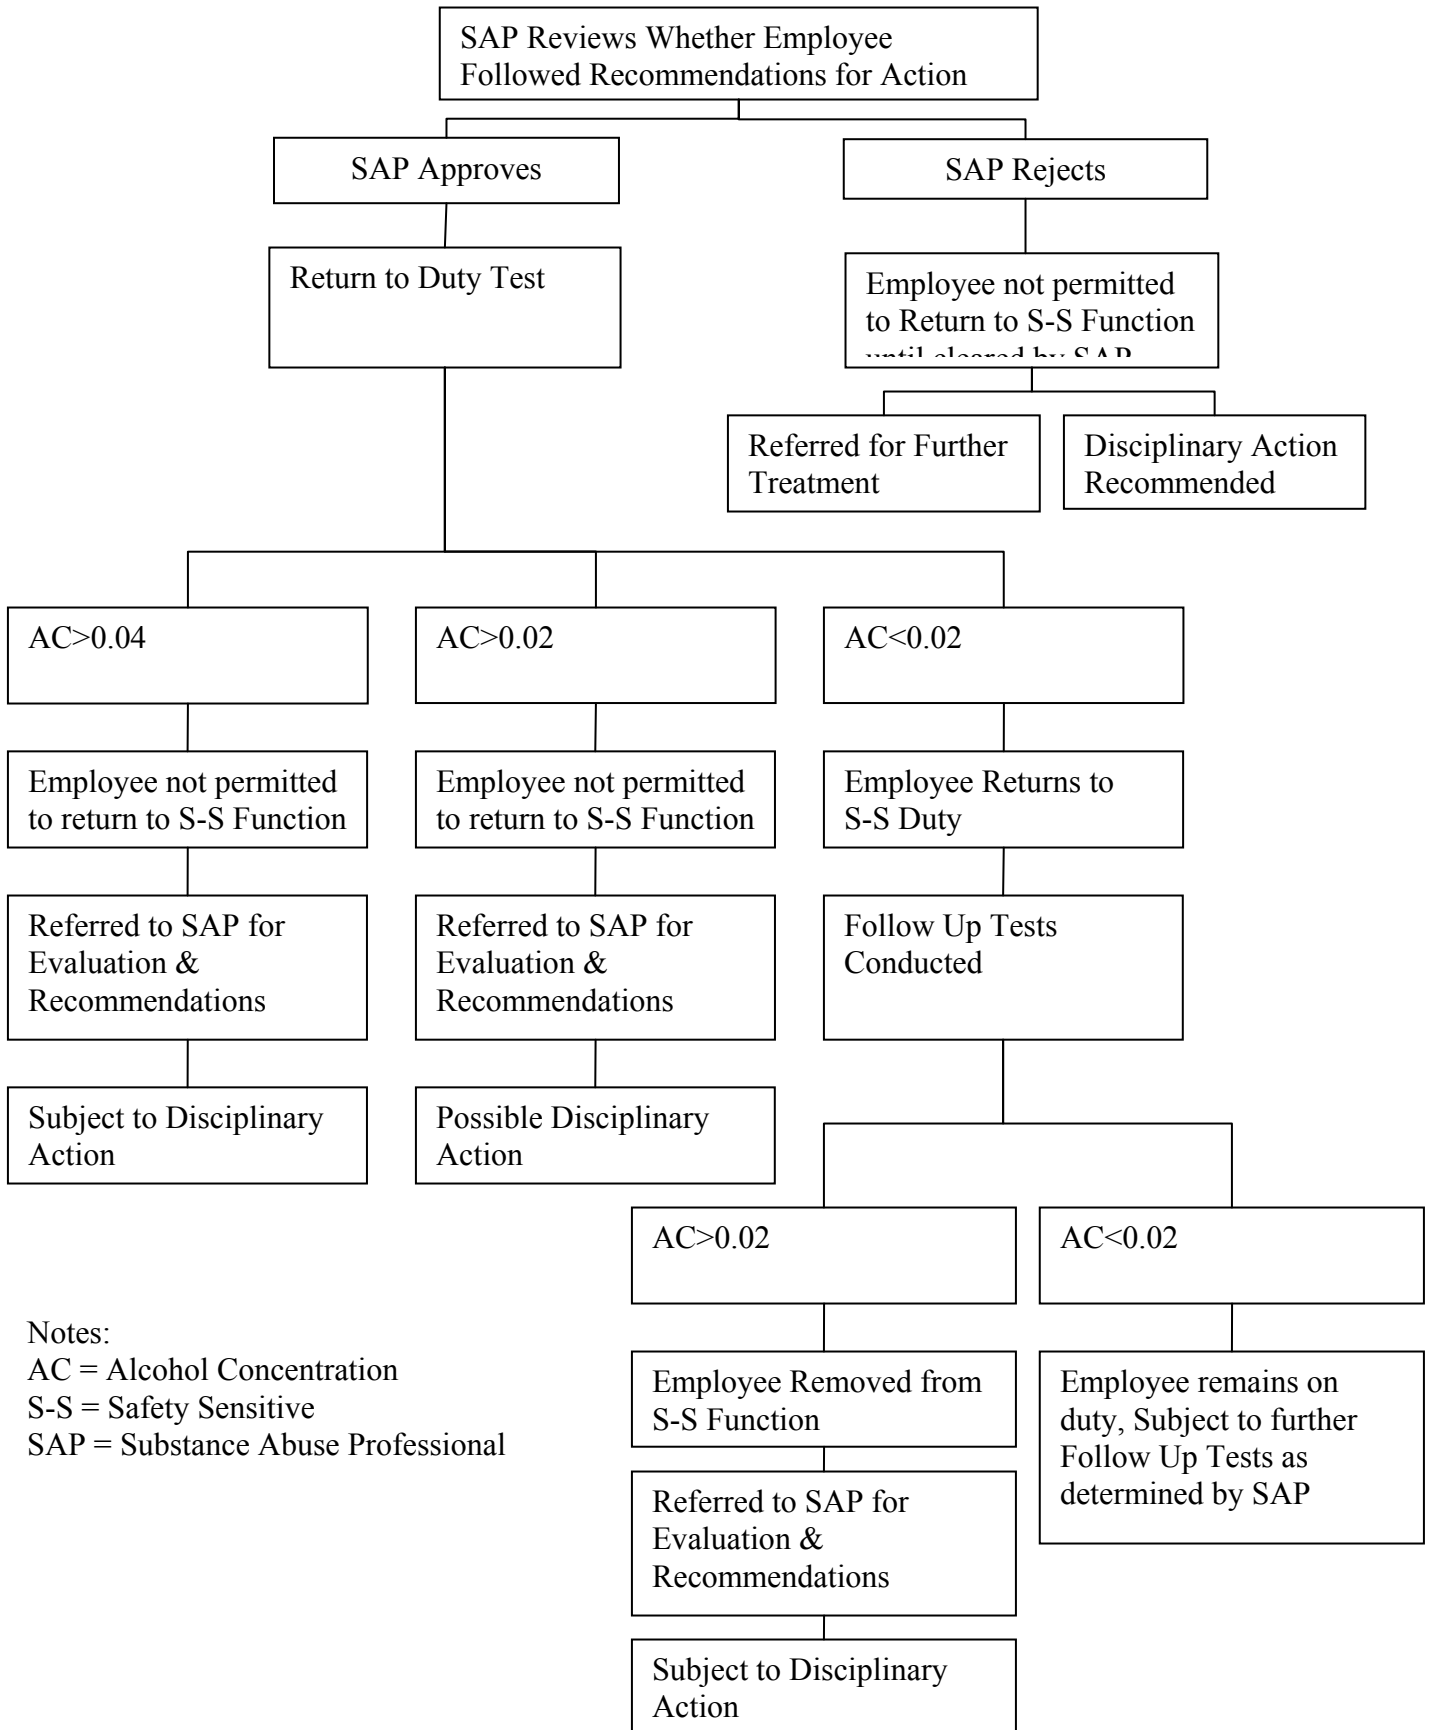 SAP Reviews Whether Employee
Followed Recommendations for Action
SAP Approves
SAP Rejects
Return to Duty Test
Employee not permitted
to Return to S-S Function
until cleared by SAP
Referred for Further
Treatment
Disciplinary Action
Recommended
AC>0.04
AC>0.02
AC<0.02
Employee not permitted
to return to S-S Function
Employee not permitted
to return to S-S Function
Employee Returns to
S-S Duty
Referred to SAP for
Evaluation &
Recommendations
Referred to SAP for
Evaluation &
Recommendations
Follow Up Tests
Conducted
Subject to Disciplinary
Action
Possible Disciplinary
Action
AC>0.02
AC<0.02
Notes:
AC = Alcohol Concentration
S-S = Safety Sensitive
SAP = Substance Abuse Professional
Employee Removed from
S-S Function
Employee remains on
duty, Subject to further
Follow Up Tests as
determined by SAP
Referred to SAP for
Evaluation &
Recommendations
Subject to Disciplinary
Action